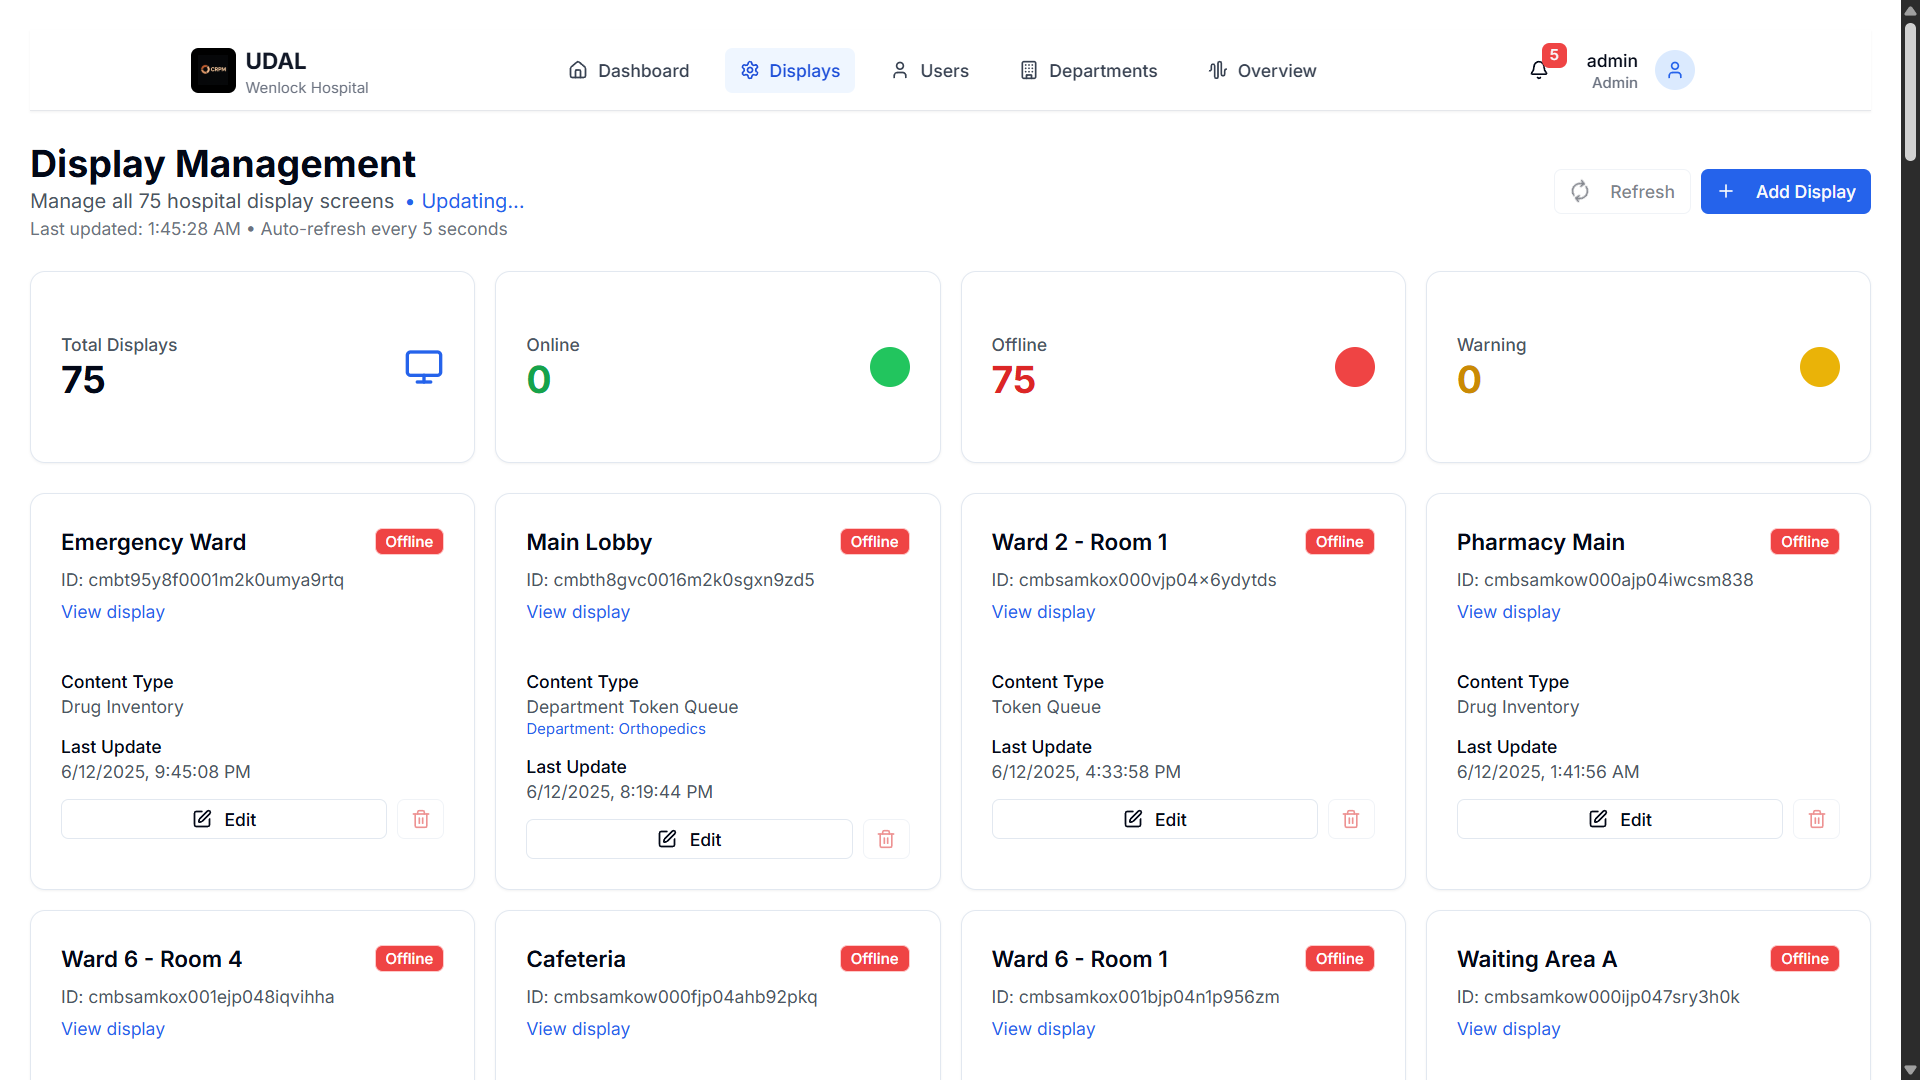 CRPM
UDAL
Wenlock Hospital
Dashboard
Displays
Users
Departments
Overview
5
admin
Admin
Display Management
Manage all 75 hospital display screens • Updating...
Last updated: 1:45:28 AM • Auto-refresh every 5 seconds
Refresh
Add Display
Total Displays
75
Online
0
Offline
75
Warning
0
Emergency Ward
Offline
ID: cmbt95y8f0001m2k0umya9rtq
View display
Content Type
Drug Inventory
Last Update
6/12/2025, 9:45:08 PM
Edit
Main Lobby
Offline
ID: cmbth8gvc0016m2k0sgxn9zd5
View display
Content Type
Department Token Queue
Department: Orthopedics
Last Update
6/12/2025, 8:19:44 PM
Edit
Ward 2 - Room 1
Offline
ID: cmbsamkox000vjp04×6ydytds
View display
Content Type
Token Queue
Last Update
6/12/2025, 4:33:58 PM
Edit
Pharmacy Main
Offline
ID: cmbsamkow000ajp04iwcsm838
View display
Content Type
Drug Inventory
Last Update
6/12/2025, 1:41:56 AM
Edit
Ward 6 - Room 4
Offline
ID: cmbsamkox001ejp048iqvihha
View display
Cafeteria
Offline
ID: cmbsamkow000fjp04ahb92pkq
View display
Ward 6 - Room 1
Offline
ID: cmbsamkox001bjp04n1p956zm
View display
Waiting Area A
Offline
ID: cmbsamkow000ijp047sry3h0k
View display